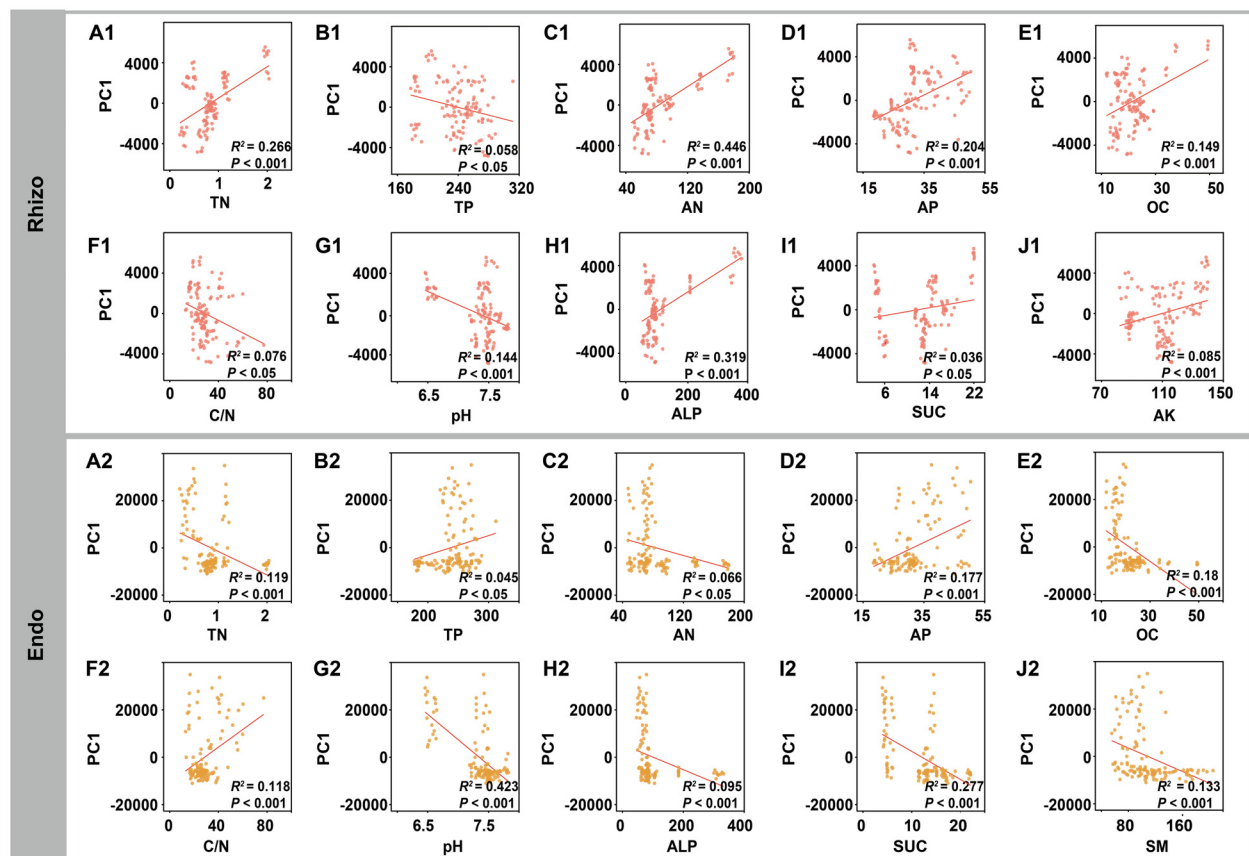 Rhizo
A1
PC1
4000
0
-4000
R² = 0.266
P < 0.001
0 1 2
TN
B1
PC1
4000
0
-4000
R² = 0.058
P < 0.05
160 240 320
TP
C1
PC1
4000
0
-4000
R² = 0.446
P < 0.001
40 120 200
AN
D1
PC1
4000
0
-4000
R² = 0.204
P < 0.001
15 35 55
AP
E1
PC1
4000
0
-4000
R² = 0.149
P < 0.001
10 30 50
OC
F1
PC1
4000
0
-4000
R² = 0.076
P < 0.05
0 40 80
C/N
G1
PC1
4000
0
-4000
R² = 0.144
P < 0.001
6.5 7.5
pH
H1
PC1
4000
0
-4000
R² = 0.319
P < 0.001
0 200 400
ALP
I1
PC1
4000
0
-4000
R² = 0.036
P < 0.05
6 14 22
SUC
J1
PC1
4000
0
-4000
R² = 0.085
P < 0.001
70 110 150
AK
Endo
A2
PC1
20000
0
-20000
R² = 0.119
P < 0.001
0 1 2
TN
B2
PC1
20000
0
-20000
R² = 0.045
P < 0.05
200 300
TP
C2
PC1
20000
0
-20000
R² = 0.066
P < 0.05
40 120 200
AN
D2
PC1
20000
0
-20000
R² = 0.177
P < 0.001
15 35 55
AP
E2
PC1
20000
0
-20000
R² = 0.18
P < 0.001
10 30 50
OC
F2
PC1
20000
0
-20000
R² = 0.118
P < 0.001
0 40 80
C/N
G2
PC1
20000
0
-20000
R² = 0.423
P < 0.001
6.5 7.5
pH
H2
PC1
20000
0
-20000
R² = 0.095
P < 0.001
0 200 400
ALP
I2
PC1
20000
0
-20000
R² = 0.277
P < 0.001
0 10 20
SUC
J2
PC1
20000
0
-20000
R² = 0.133
P < 0.001
80 160
SM